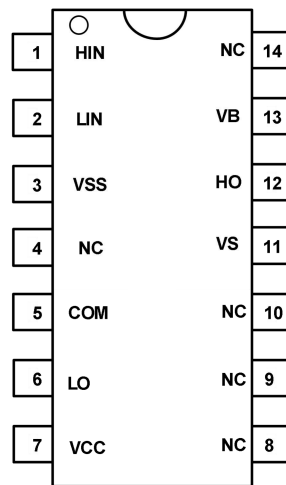 1 HIN NC 14
2 LIN VB 13
3 VSS HO 12
4 NC VS 11
5 COM NC 10
6 LO NC 9
7 VCC NC 8